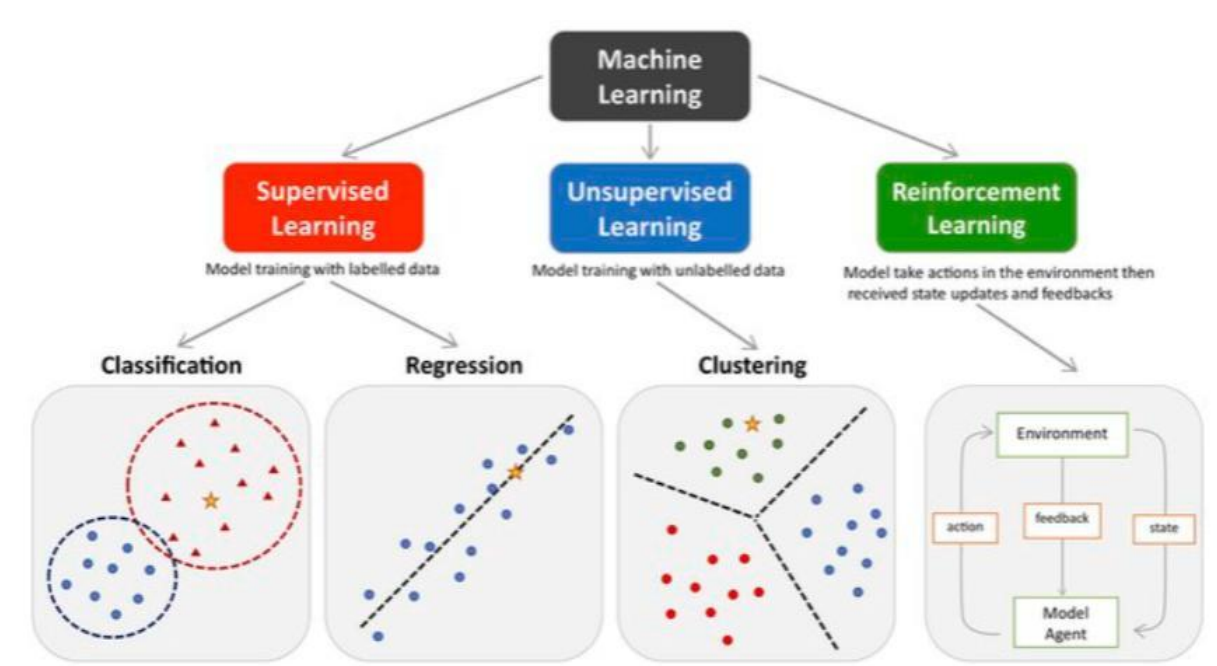 Machine
Learning
Supervised
Learning
Unsupervised
Learning
Reinforcement
Learning
Model training with labelled data
Model training with unlabelled data
Model take actions in the environment then
received state updates and feedbacks
Classification
Regression
Clustering
Environment
action
feedback
state
Model
Agent